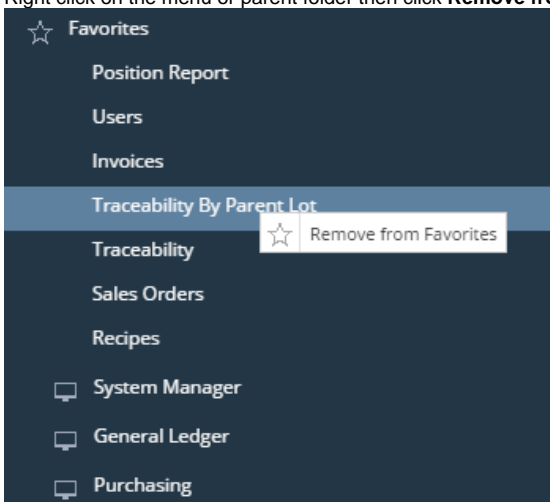 Right click on the menu or parent folder then click Remove fr
Favorites
Position Report
Users
Invoices
Traceability By Parent Lot
Remove from Favorites
Traceability
Sales Orders
Recipes
System Manager
General Ledger
Purchasing